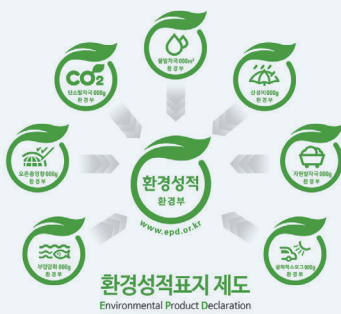 물발자국 000m³
환경부
CO2
탄소발자국 000g
환경부
산성비 000g
환경부
오존층영향 000g
환경부
환경성적
환경부
www.epd.or.kr
자원발자국 000g
환경부
부영양화 000g
환경부
광화학스모그 000g
환경부
환경성적표지 제도
Environmental Product Declaration